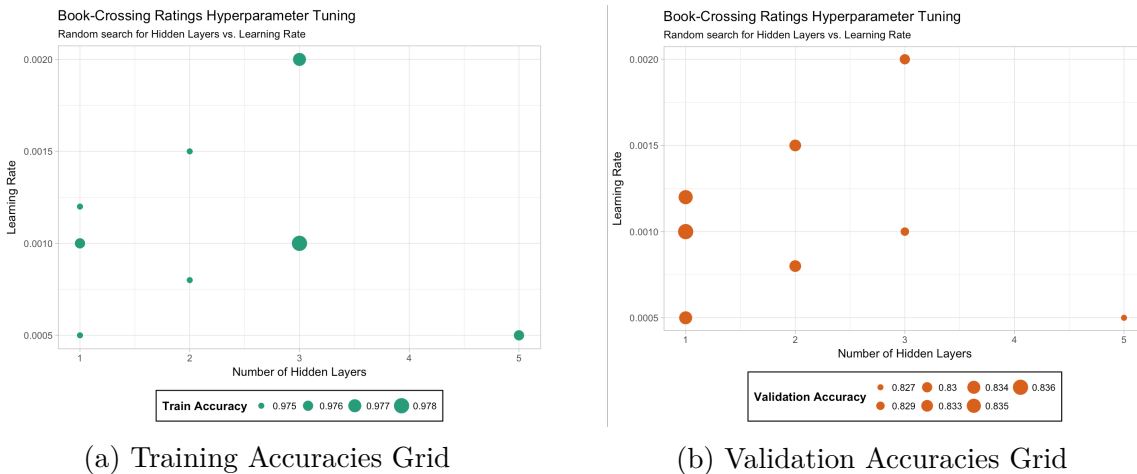 Book-Crossing Ratings Hyperparameter Tuning
Random search for Hidden Layers vs. Learning Rate
0.0020
0.0015
0.0010
0.0005
Learning Rate
1 2 3 4 5
Number of Hidden Layers
Train Accuracy 0.975 0.976 0.977 0.978
(a) Training Accuracies Grid
Book-Crossing Ratings Hyperparameter Tuning
Random search for Hidden Layers vs. Learning Rate
0.0020
0.0015
0.0010
0.0005
Learning Rate
1 2 3 4 5
Number of Hidden Layers
Validation Accuracy
0.827 0.83 0.834 0.836
0.829 0.833 0.835
(b) Validation Accuracies Grid